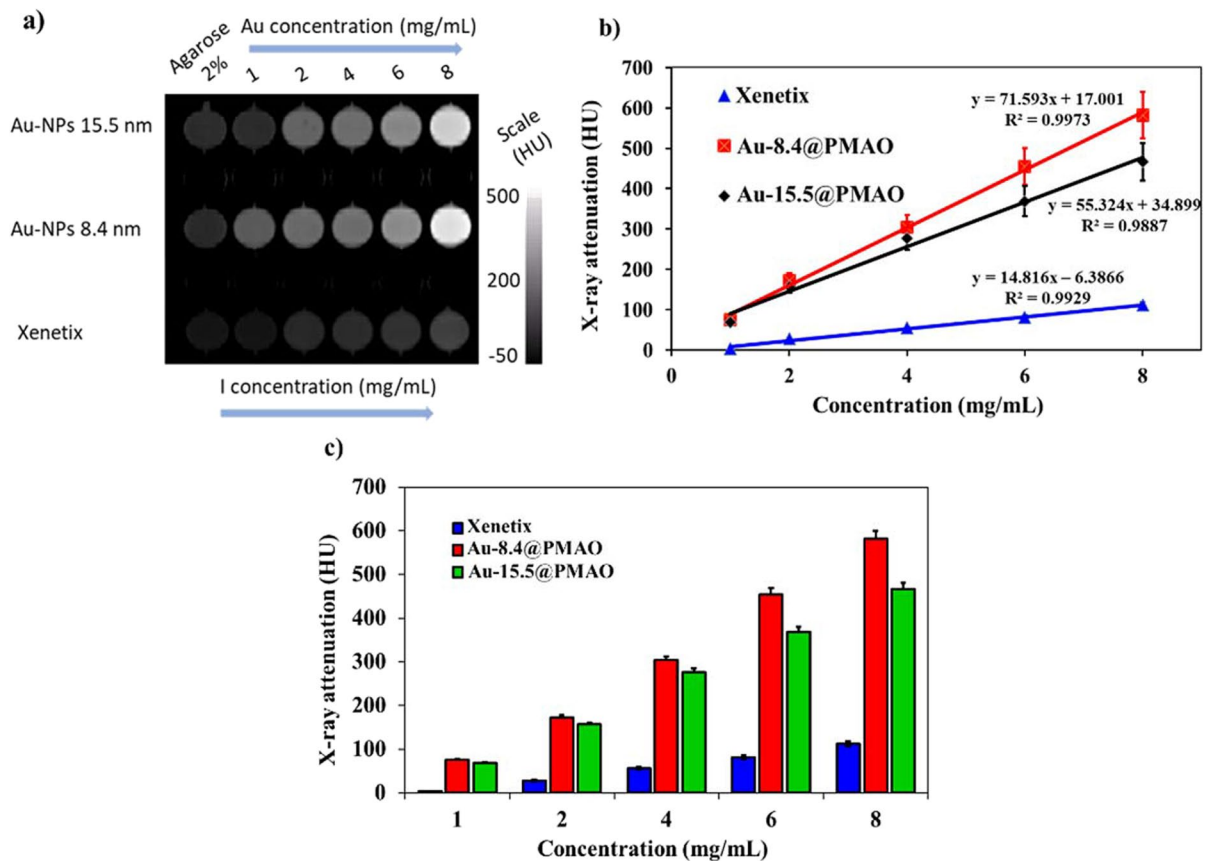 a)
Au concentration (mg/mL)
Agarose 2% 1 2 4 6 8
Au-NPs 15.5 nm
Au-NPs 8.4 nm
Xenetix
Scale (HU)
500
200
-50
I concentration (mg/mL)
b)
X-ray attenuation (HU)
700
600
500
400
300
200
100
0
Xenetix
Au-8.4@PMAO
Au-15.5@PMAO
y = 71.593x + 17.001
R² = 0.9973
y = 55.324x + 34.899
R² = 0.9887
y = 14.816x – 6.3866
R² = 0.9929
0 2 4 6 8
Concentration (mg/mL)
c)
X-ray attenuation (HU)
700
600
500
400
300
200
100
0
Xenetix
Au-8.4@PMAO
Au-15.5@PMAO
1 2 4 6 8
Concentration (mg/mL)